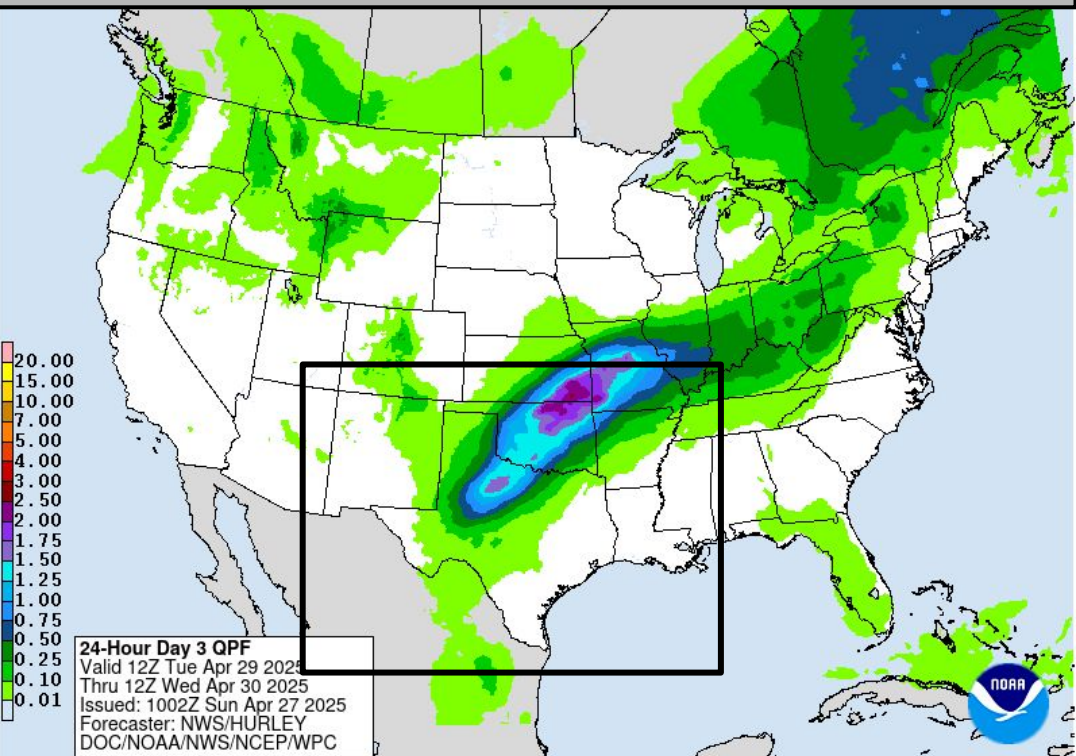 20.00
15.00
10.00
7.00
5.00
4.00
3.00
2.50
2.00
1.75
1.50
1.25
1.00
0.75
0.50
0.25
0.10
0.01
24-Hour Day 3 QPF
Valid 12Z Tue Apr 29 2025
Thru 12Z Wed Apr 30 2025
Issued: 1002Z Sun Apr 27 2025
Forecaster: NWS/HURLEY
DOC/NOAA/NWS/NCEP/WPC
NOAA